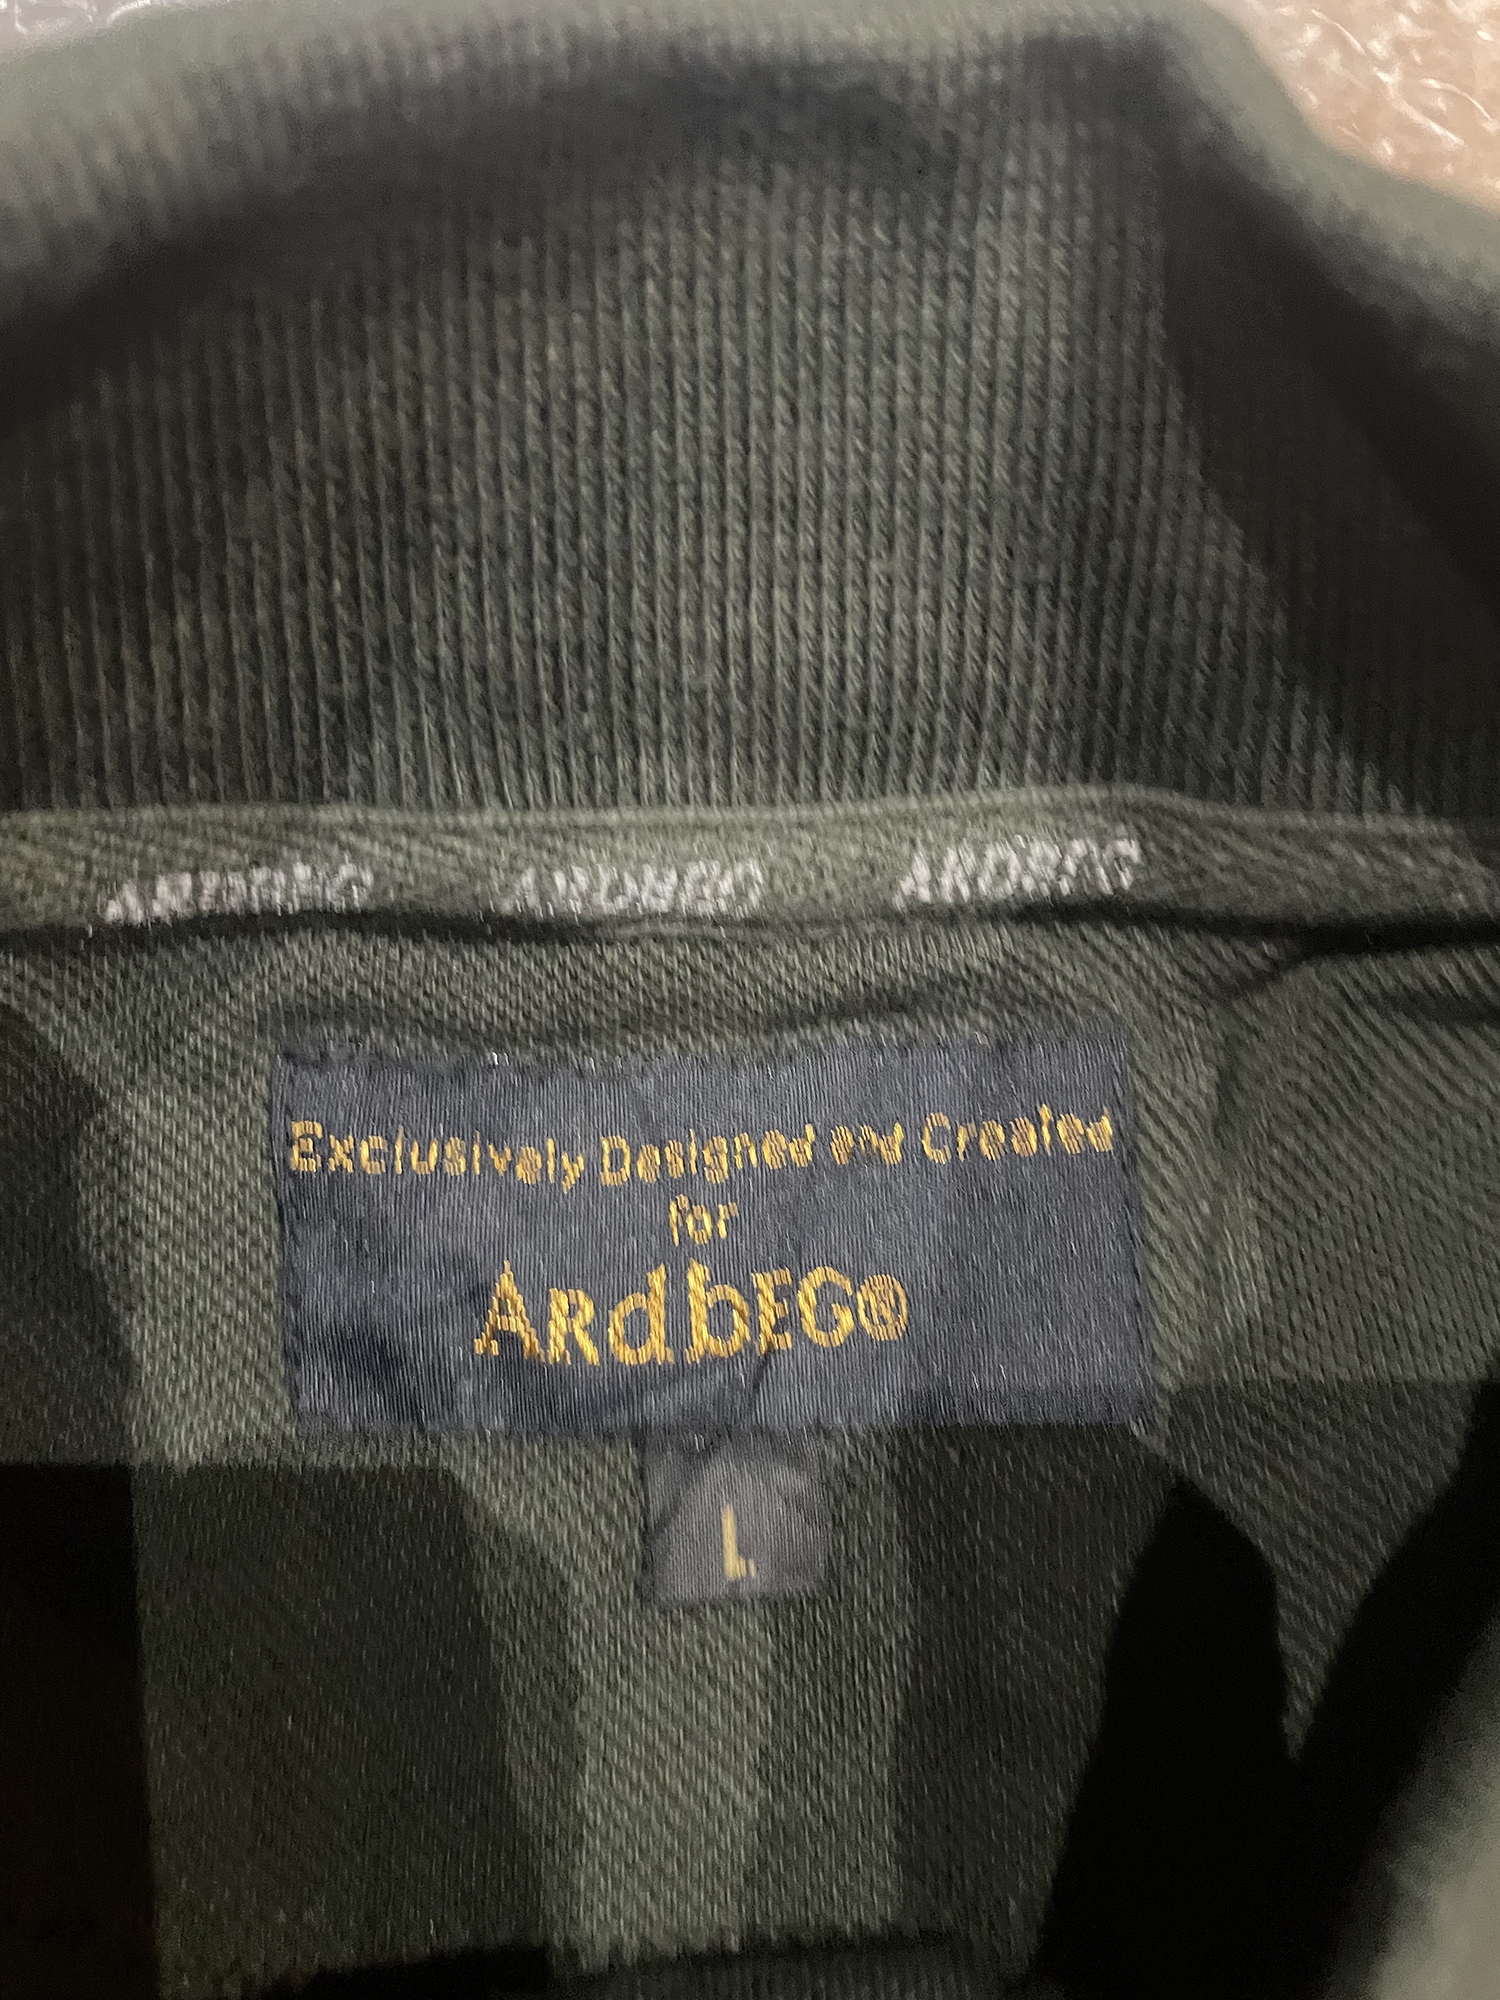 ARDBEG ARDBEG ARDBEG
Exclusively Designed and Created
for
ARdbEG®
L